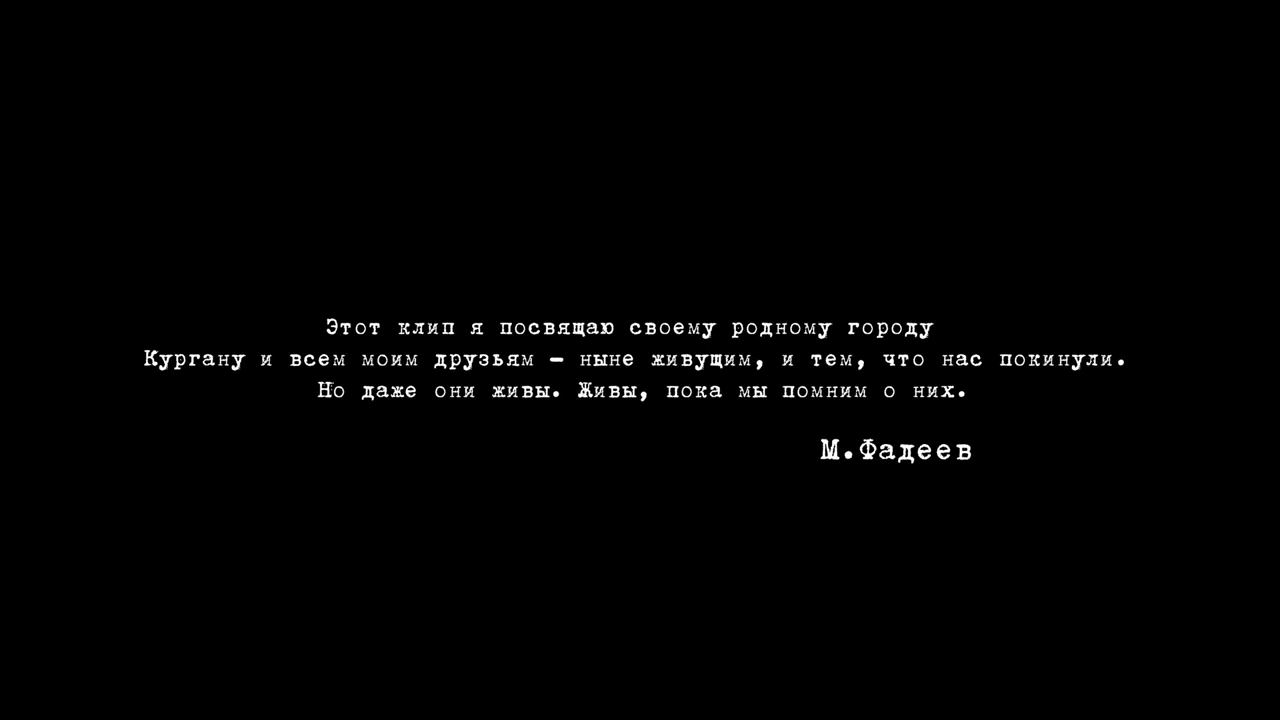 Этот клип я посвящаю своему родному городу
Кургану и всем моим друзьям – ныне живущим, и тем, что нас покинули.
Но даже они живы. Живы, пока мы помним о них.
М.Фадеев